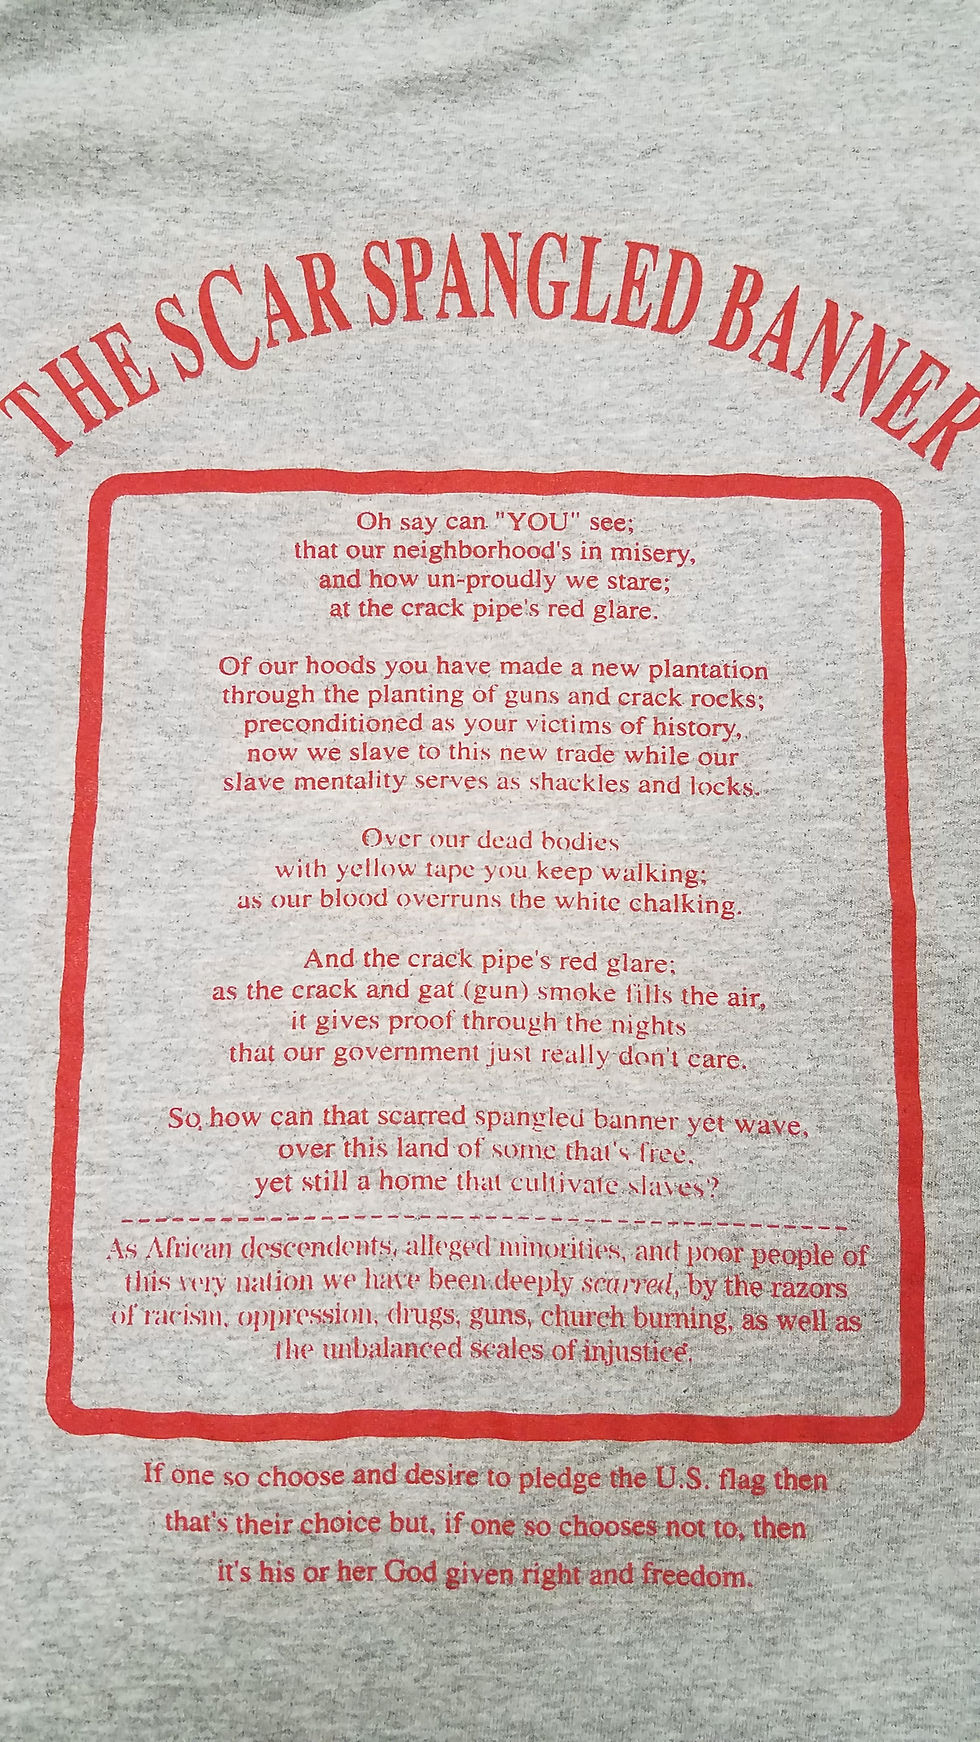 THE SCAR SPANGLED BANNER
Oh say can "YOU" see;
that our neighborhood's in misery,
and how un-proudly we stare;
at the crack pipe's red glare.
Of our hoods you have made a new plantation
through the planting of guns and crack rocks;
preconditioned as your victims of history,
now we slave to this new trade while our
slave mentality serves as shackles and locks.
Over our dead bodies
with yellow tape you keep walking;
as our blood overruns the white chalking.
And the crack pipe's red glare;
as the crack and gat (gun) smoke fills the air,
it gives proof through the nights
that our government just really don't care.
So how can that scarred spangled banner yet wave,
over this land of some that's free,
yet still a home that cultivate slaves?
As African descendents, alleged minorities, and poor people of
this very nation we have been deeply scarred, by the razors
of racism, oppression, drugs, guns, church burning, as well as
the unbalanced scales of injustice.
If one so choose and desire to pledge the U.S. flag then
that's their choice but, if one so chooses not to, then
it's his or her God given right and freedom.